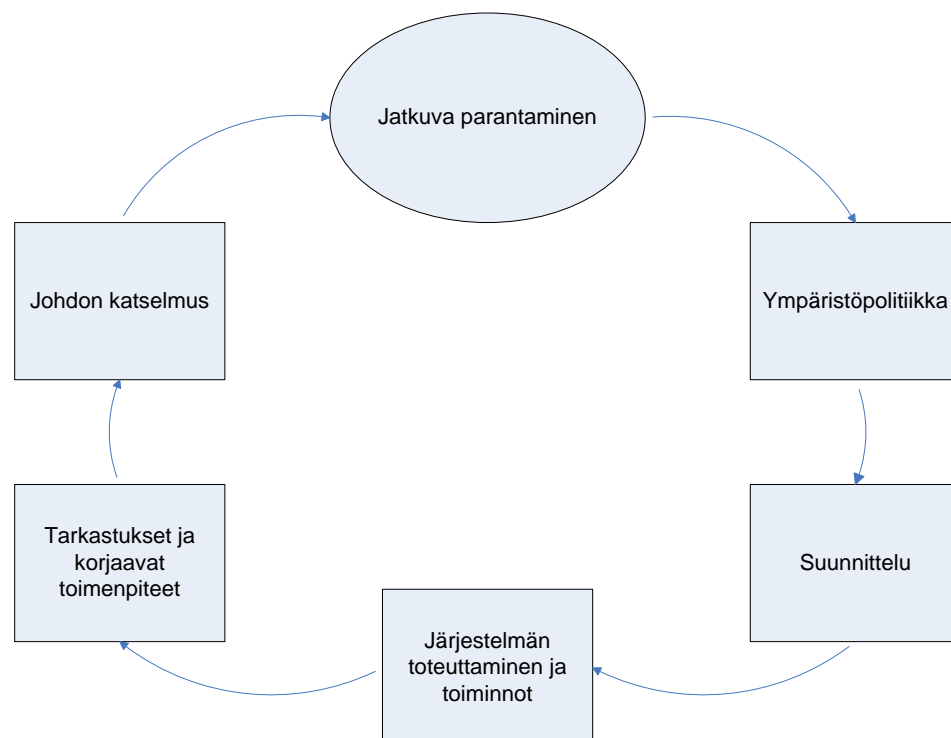 Jatkuva parantaminen
Johdon katselmus
Ympäristöpolitiikka
Tarkastukset ja
korjaavat
toimenpiteet
Suunnittelu
Järjestelmän
toteuttaminen ja
toiminnot